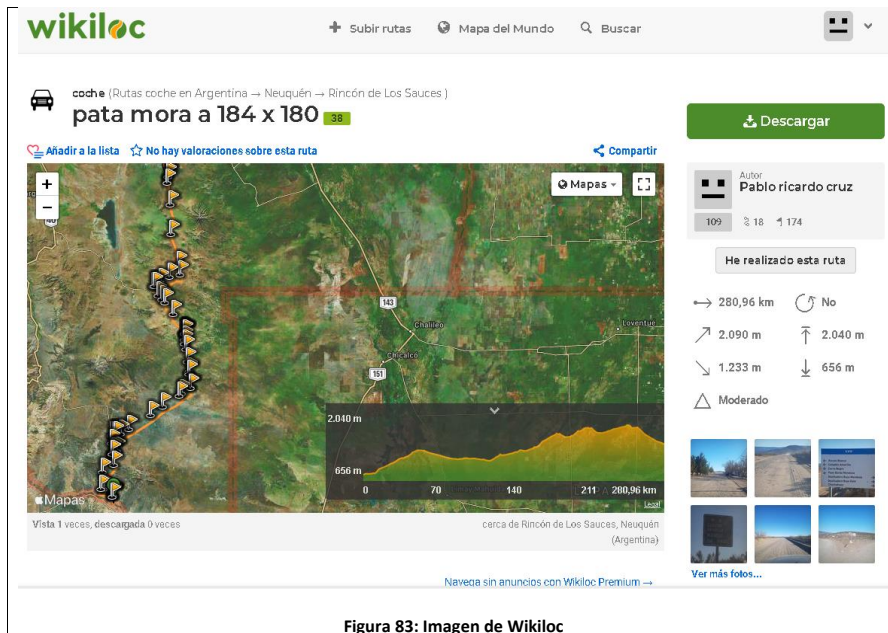 wikiloc
Subir rutas
Mapa del Mundo
Buscar
coche (Rutas coche en Argentina → Neuquén → Rincón de Los Sauces )
pata mora a 184 x 180 38
Añadir a la lista
No hay valoraciones sobre esta ruta
Compartir
Descargar
+
−
Mapas
40
143
Chalileo
Loventue
Chicalco
151
2.040 m
656 m
0 70 140 211 280,96 km
Mapas
Legal
Vista 1 veces, descargada 0 veces
cerca de Rincón de Los Sauces, Neuquén
(Argentina)
Autor
Pablo ricardo cruz
109 18 174
He realizado esta ruta
280,96 km No
2.090 m 2.040 m
1.233 m 656 m
Moderado
Ver más fotos...
Navega sin anuncios con Wikiloc Premium →
Figura 83: Imagen de Wikiloc